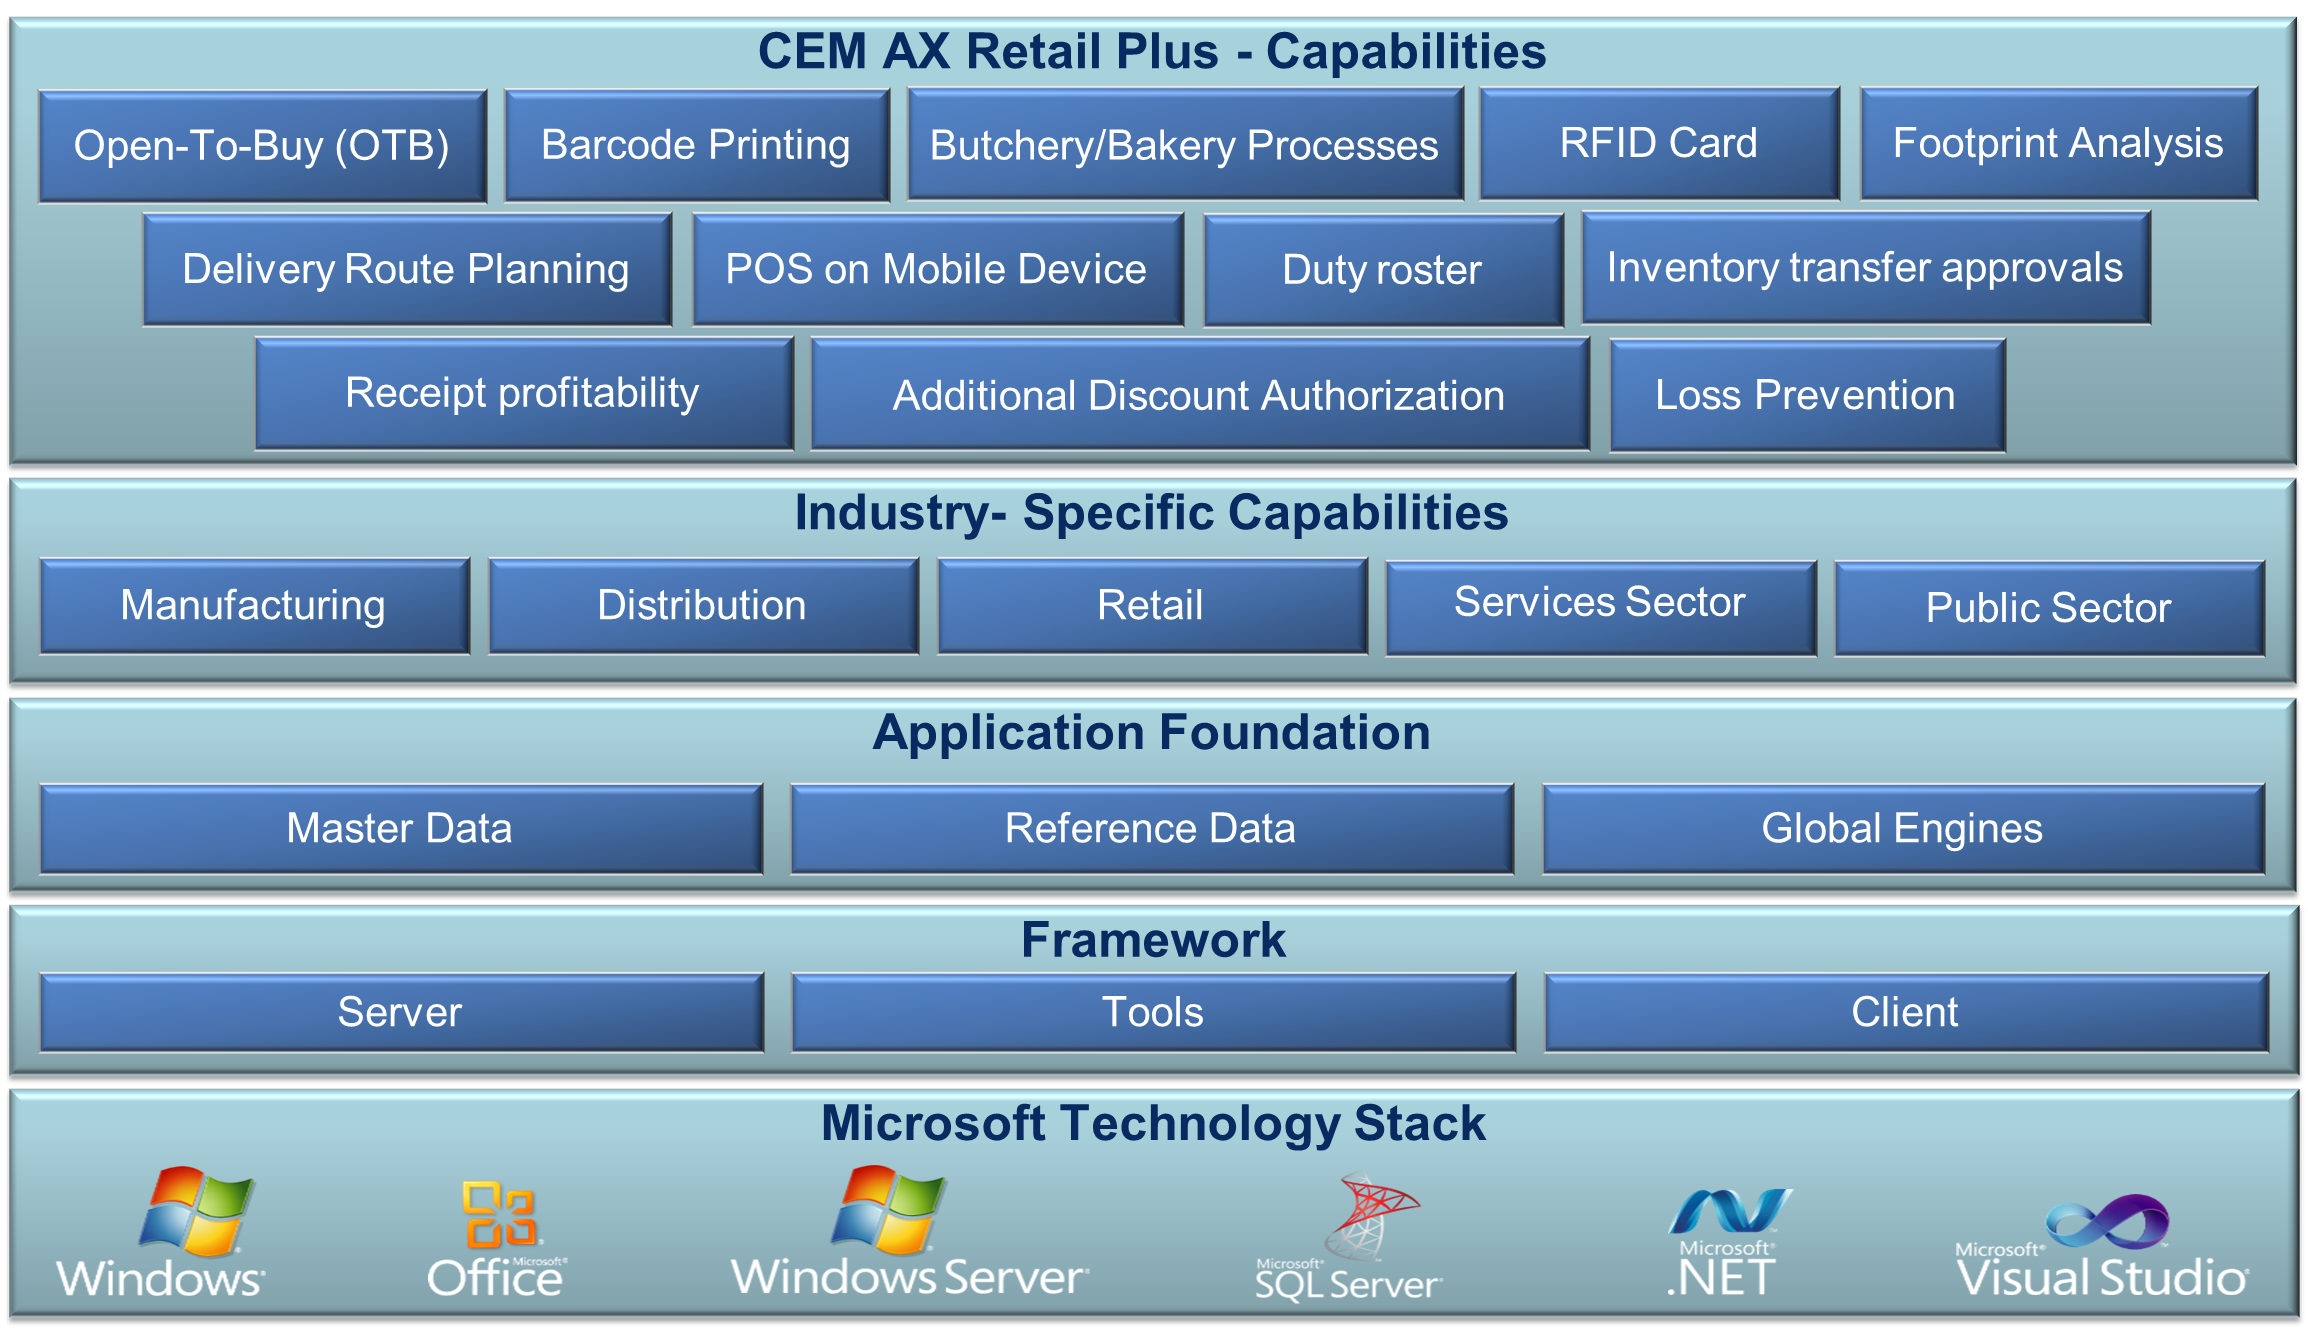 CEM AX Retail Plus - Capabilities
Open-To-Buy (OTB)
Barcode Printing
Butchery/Bakery Processes
RFID Card
Footprint Analysis
Delivery Route Planning
POS on Mobile Device
Duty roster
Inventory transfer approvals
Receipt profitability
Additional Discount Authorization
Loss Prevention
Industry- Specific Capabilities
Manufacturing
Distribution
Retail
Services Sector
Public Sector
Application Foundation
Master Data
Reference Data
Global Engines
Framework
Server
Tools
Client
Microsoft Technology Stack
Windows®
Microsoft®
Office
Windows Server®
Microsoft®
SQL Server®
Microsoft®
.NET
Microsoft®
Visual Studio®